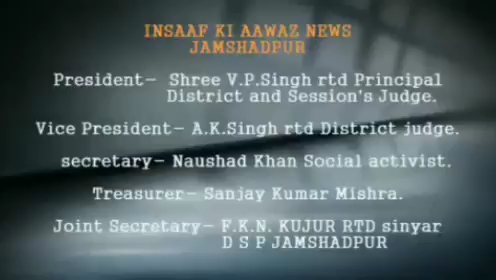 INSAAF KI AAWAZ NEWS
JAMSHADPUR
President- Shree V.P.Singh rtd Principal
District and Session's Judge.
Vice President- A.K.Singh rtd District judge.
secretary- Naushad Khan Social activist.
Treasurer- Sanjay Kumar Mishra.
Joint Secretary- F.K.N. KUJUR RTD sinyar
D S P JAMSHADPUR